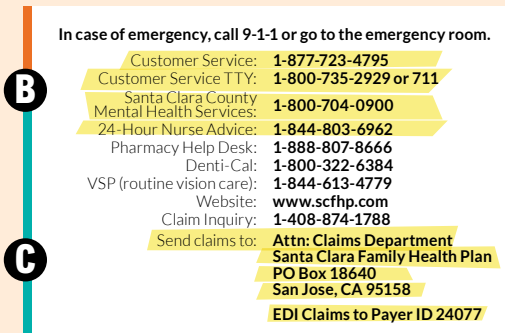 In case of emergency, call 9-1-1 or go to the emergency room.
B
Customer Service: 1-877-723-4795
Customer Service TTY: 1-800-735-2929 or 711
Santa Clara County
Mental Health Services: 1-800-704-0900
24-Hour Nurse Advice: 1-844-803-6962
Pharmacy Help Desk: 1-888-807-8666
Denti-Cal: 1-800-322-6384
VSP (routine vision care): 1-844-613-4779
Website: www.scfhp.com
Claim Inquiry: 1-408-874-1788
C
Send claims to: Attn: Claims Department
Santa Clara Family Health Plan
PO Box 18640
San Jose, CA 95158
EDI Claims to Payer ID 24077